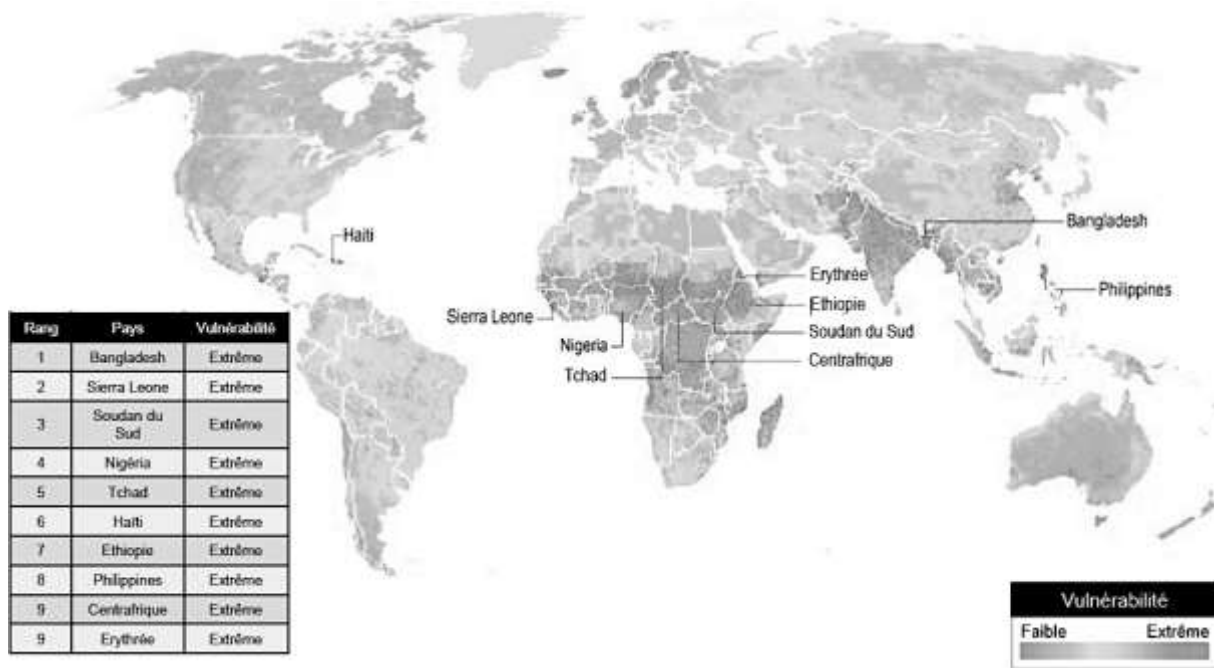 Haïti
Bangladesh
Erythrée
Ethiopie
Philippines
Sierra Leone
Soudan du Sud
Nigeria
Centrafrique
Tchad
Rang Pays Vulnérabilité
1 Bangladesh Extrême
2 Sierra Leone Extrême
3 Soudan du Sud Extrême
4 Nigéria Extrême
5 Tchad Extrême
6 Haïti Extrême
7 Ethiopie Extrême
8 Philippines Extrême
9 Centrafrique Extrême
9 Erythrée Extrême
Vulnérabilité
Faible Extrême